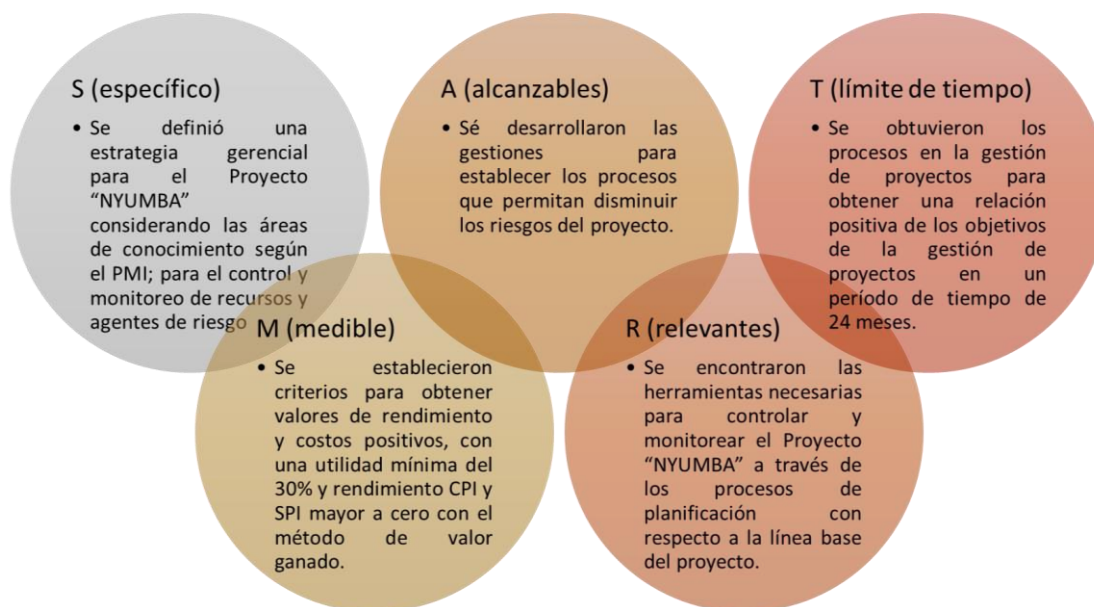 S (específico)
• Se definió una
estrategia gerencial
para el Proyecto
“NYUMBA”
considerando las áreas
de conocimiento según
el PMI; para el control y
monitoreo de recursos y
agentes de riesgo
M (medible)
• Se establecieron
criterios para obtener
valores de rendimiento
y costos positivos, con
una utilidad mínima del
30% y rendimiento CPI y
SPI mayor a cero con el
método de valor
ganado.
A (alcanzables)
• Sé desarrollaron las
gestiones para
establecer los procesos
que permitan disminuir
los riesgos del proyecto.
R (relevantes)
• Se encontraron las
herramientas necesarias
para controlar y
monitorear el Proyecto
“NYUMBA” a través de
los procesos de
planificación con
respecto a la línea base
del proyecto.
T (límite de tiempo)
• Se obtuvieron los
procesos en la gestión
de proyectos para
obtener una relación
positiva de los objetivos
de la gestión de
proyectos en un
período de tiempo de
24 meses.